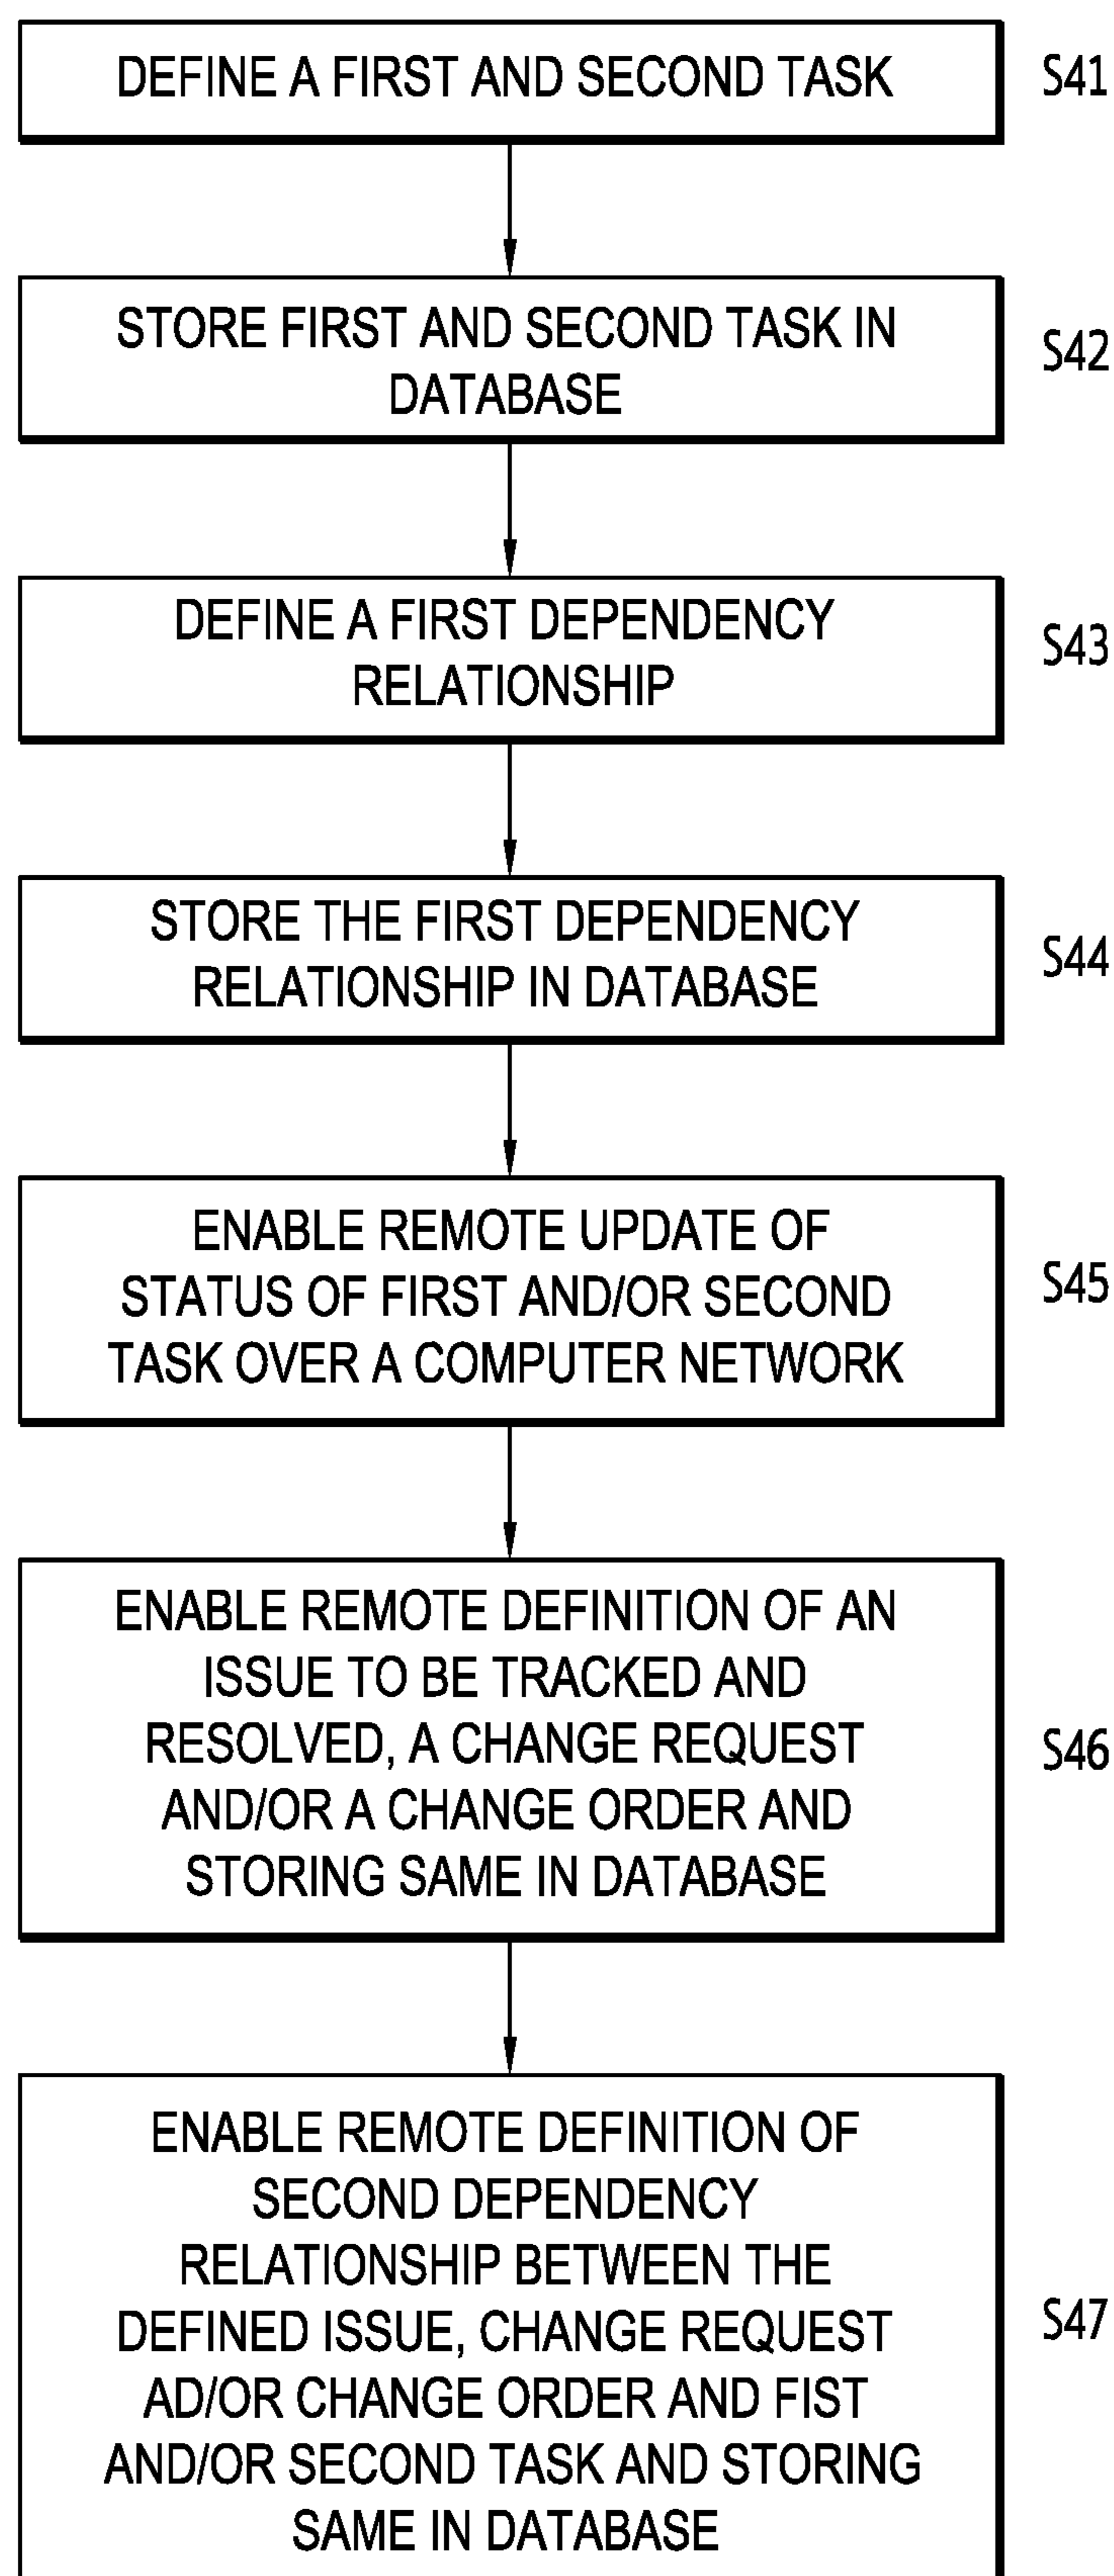 DEFINE A FIRST AND SECOND TASK
S41
STORE FIRST AND SECOND TASK IN
DATABASE
S42
DEFINE A FIRST DEPENDENCY
RELATIONSHIP
S43
STORE THE FIRST DEPENDENCY
RELATIONSHIP IN DATABASE
S44
ENABLE REMOTE UPDATE OF
STATUS OF FIRST AND/OR SECOND
TASK OVER A COMPUTER NETWORK
S45
ENABLE REMOTE DEFINITION OF AN
ISSUE TO BE TRACKED AND
RESOLVED, A CHANGE REQUEST
AND/OR A CHANGE ORDER AND
STORING SAME IN DATABASE
S46
ENABLE REMOTE DEFINITION OF
SECOND DEPENDENCY
RELATIONSHIP BETWEEN THE
DEFINED ISSUE, CHANGE REQUEST
AD/OR CHANGE ORDER AND FIST
AND/OR SECOND TASK AND STORING
SAME IN DATABASE
S47